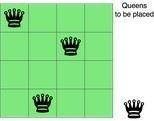 Queens
to be placed